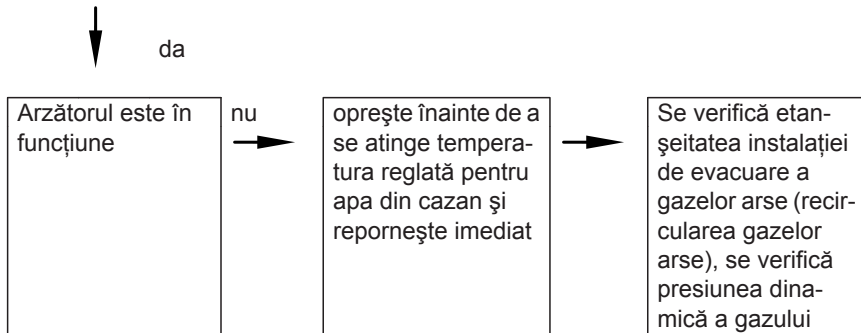 da
Arzătorul este în
funcţiune
nu
opreşte înainte de a
se atinge tempera-
tura reglată pentru
apa din cazan şi
reporneşte imediat
Se verifică etan-
şeitatea instalaţiei
de evacuare a
gazelor arse (recir-
cularea gazelor
arse), se verifică
presiunea dina-
mică a gazului